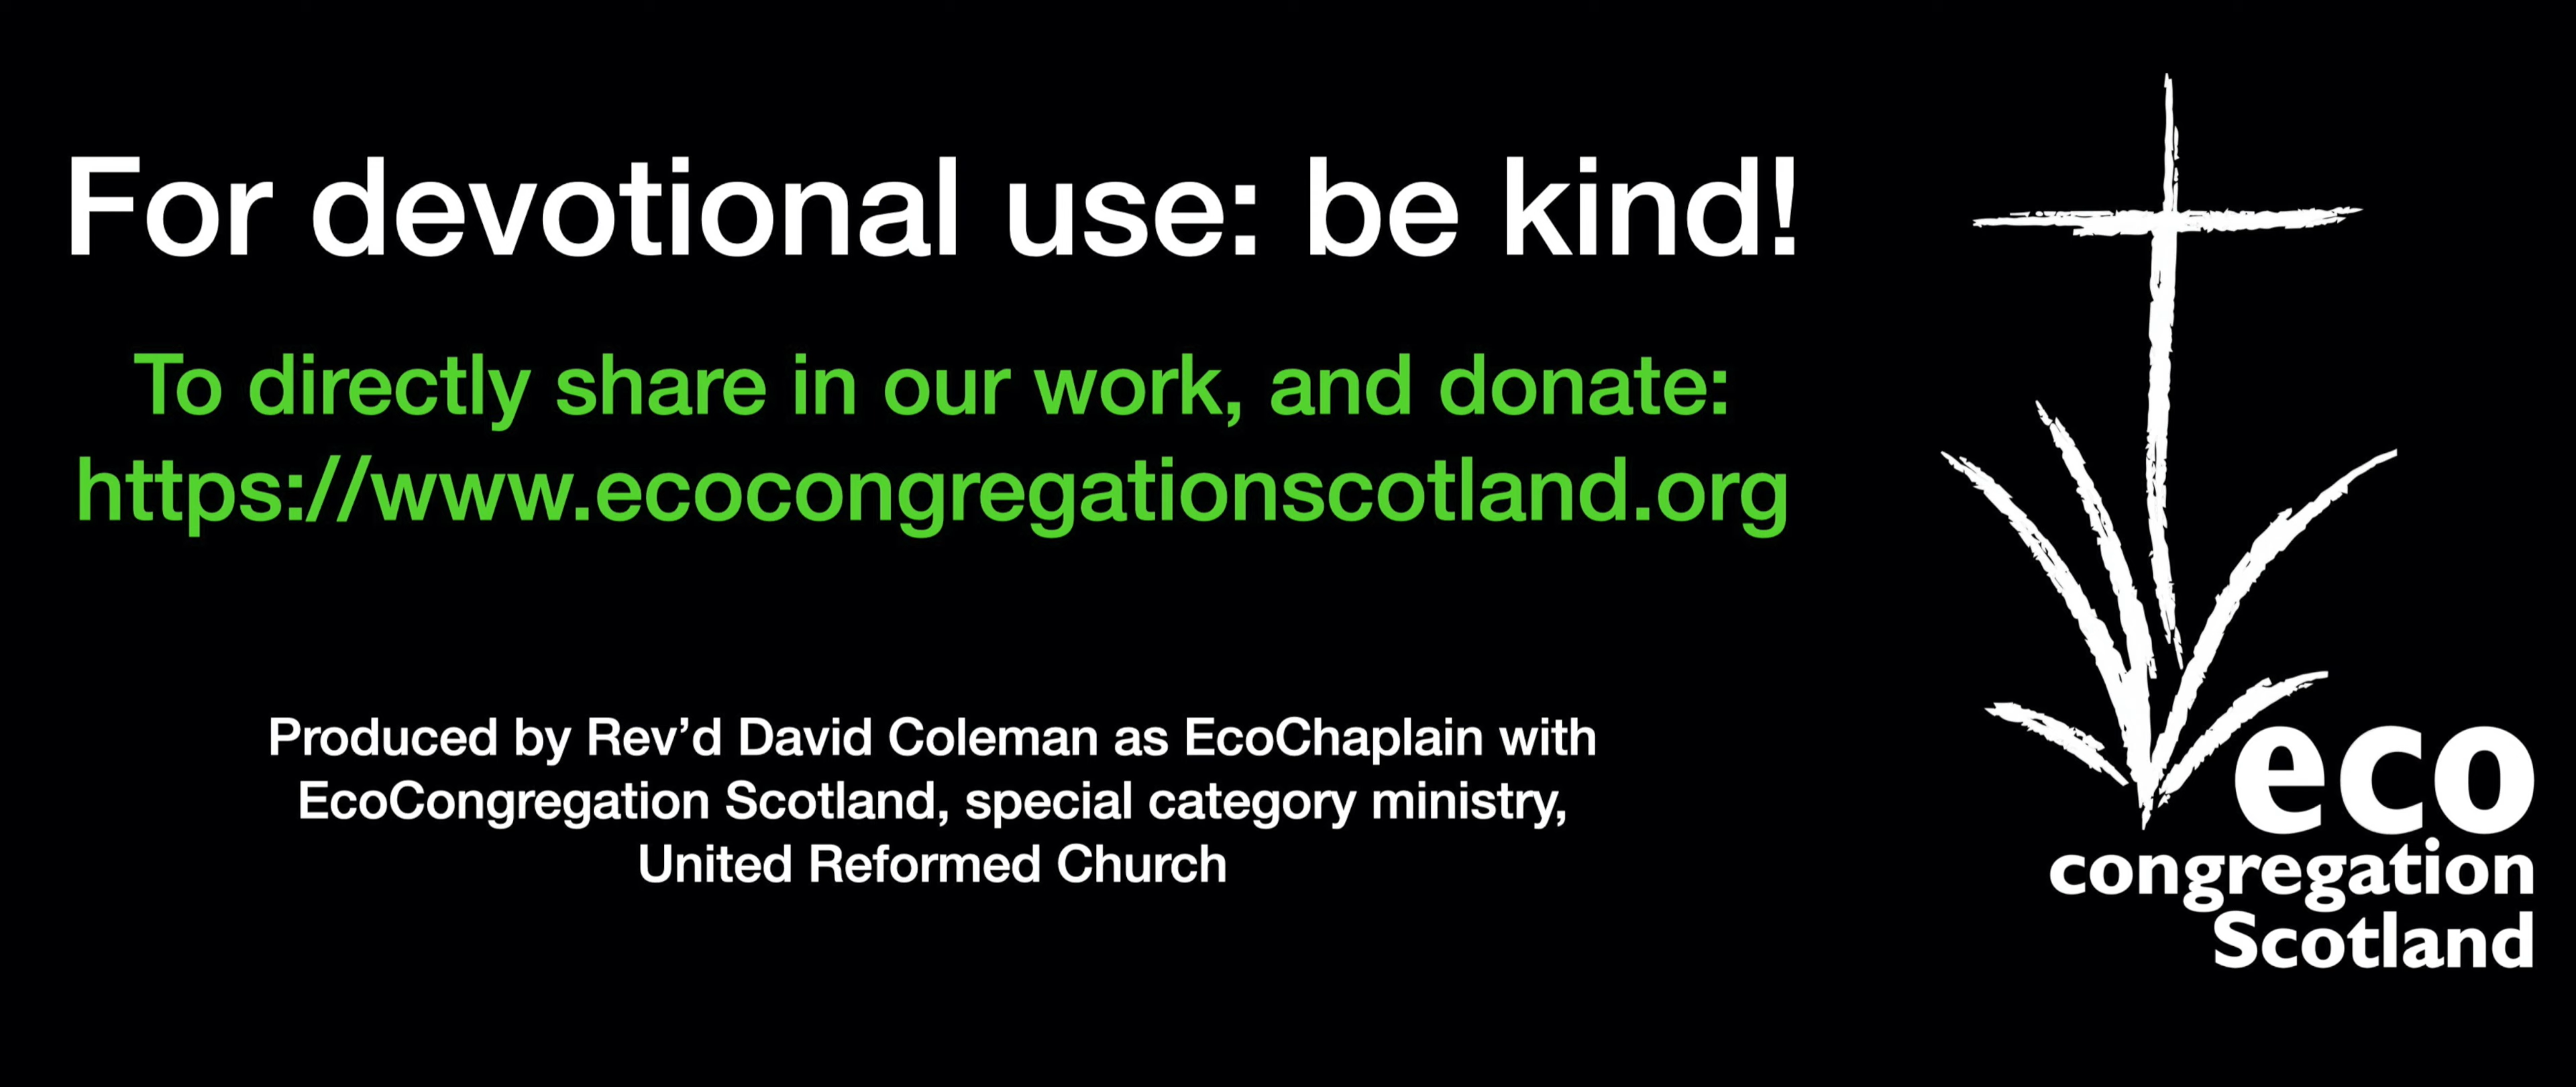 For devotional use: be kind!
To directly share in our work, and donate:
https://www.ecocongregationscotland.org
Produced by Rev’d David Coleman as EcoChaplain with
EcoCongregation Scotland, special category ministry,
United Reformed Church
eco
congregation
Scotland